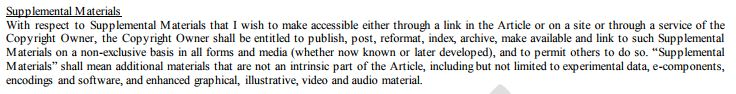 Supplemental Materials
With respect to Supplemental Materials that I wish to make accessible either through a link in the Article or on a site or through a service of the
Copyright Owner, the Copyright Owner shall be entitled to publish, post, reformat, index, archive, make available and link to such Supplemental
Materials on a non-exclusive basis in all forms and media (whether now known or later developed), and to permit others to do so. “Supplemental
Materials” shall mean additional materials that are not an intrinsic part of the Article, including but not limited to experimental data, e-components,
encodings and software, and enhanced graphical, illustrative, video and audio material.